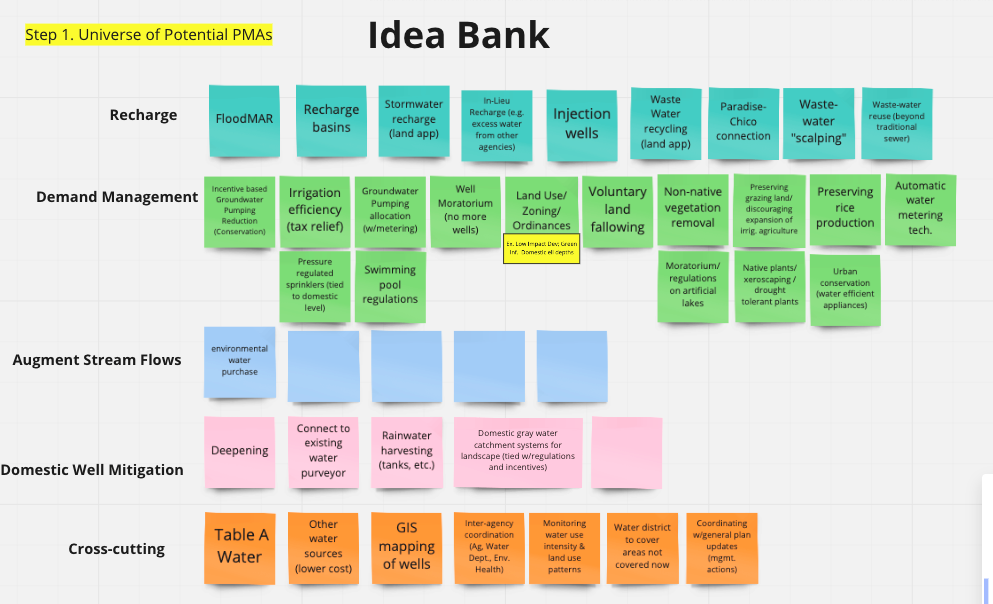 Step 1. Universe of Potential PMAs
Idea Bank
Recharge
FloodMAR
Recharge
basins
Stormwater
recharge
(land app)
In-Lieu
Recharge (e.g.
excess water
from other
agencies)
Injection
wells
Waste
Water
recycling
(land app)
Paradise-
Chico
connection
Waste-
water
"scalping"
Waste-water
reuse (beyond
traditional
sewer)
Demand Management
Incentive based
Groundwater
Pumping
Reduction
(Conservation)
Irrigation
efficiency
(tax relief)
Groundwater
Pumping
allocation
(w/metering)
Well
Moratorium
(no more
wells)
Land Use/
Zoning/
Ordinances
Ex. Low Impact Dev; Green
Inf. Domestic ell depths
Voluntary
land
fallowing
Non-native
vegetation
removal
Preserving
grazing land/
discouraging
expansion of
irrig. agriculture
Preserving
rice
production
Automatic
water
metering
tech.
Pressure
regulated
sprinklers (tied
to domestic
level)
Swimming
pool
regulations
Moratorium/
regulations
on artificial
lakes
Native plants/
xeroscaping /
drought
tolerant plants
Urban
conservation
(water efficient
appliances)
Augment Stream Flows
environmental
water
purchase
Domestic Well Mitigation
Deepening
Connect to
existing
water
purveyor
Rainwater
harvesting
(tanks, etc.)
Domestic gray water
catchment systems for
landscape (tied w/regulations
and incentives)
Cross-cutting
Table A
Water
Other
water
sources
(lower cost)
GIS
mapping
of wells
Inter-agency
coordination
(Ag, Water
Dept., Env.
Health)
Monitoring
water use
intensity &
land use
patterns
Water district
to cover
areas not
covered now
Coordinating
w/general plan
updates
(mgmt.
actions)